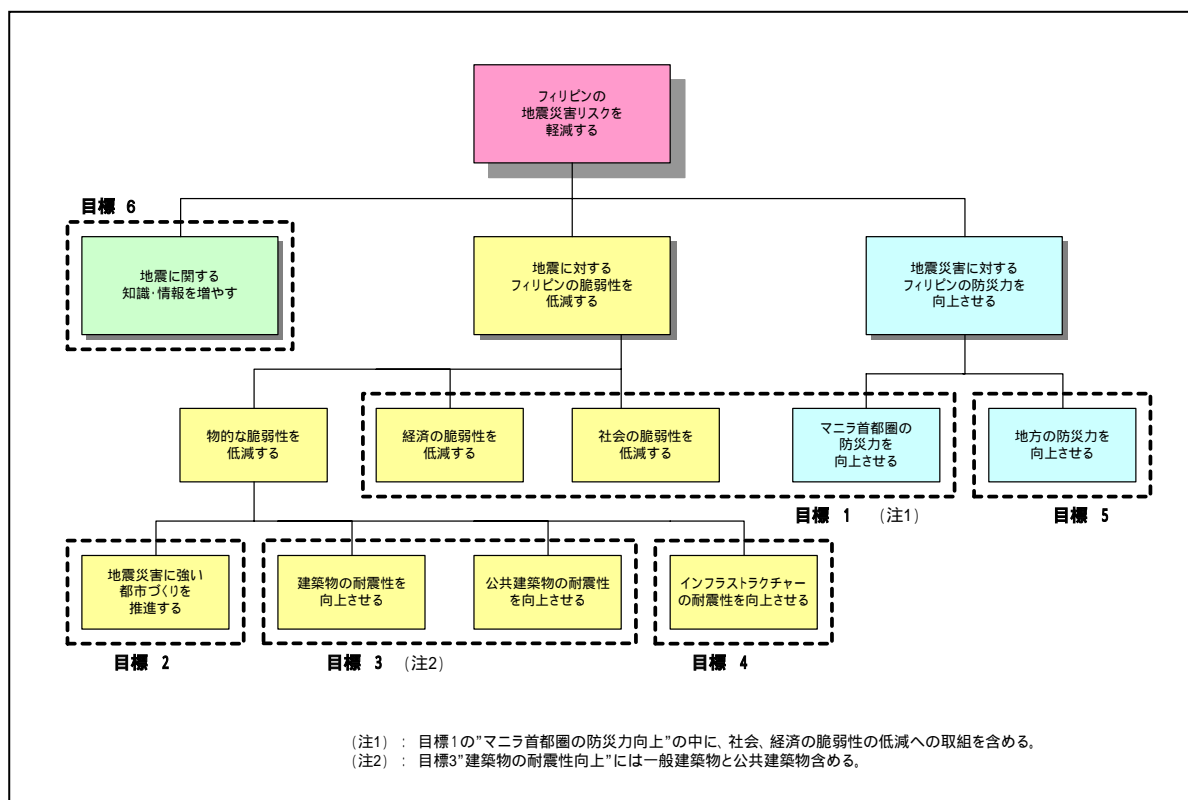 フィリピンの
地震災害リスクを
軽減する
目標 6
地震に関する
知識・情報を増やす
地震に対する
フィリピンの脆弱性を
低減する
地震災害に対する
フィリピンの防災力を
向上させる
物的な脆弱性を
低減する
経済の脆弱性を
低減する
社会の脆弱性を
低減する
マニラ首都圏の
防災力を
向上させる
地方の防災力を
向上させる
目標 1 (注1)
目標 5
地震災害に強い
都市づくりを
推進する
建築物の耐震性を
向上させる
公共建築物の耐震性
を向上させる
インフラストラクチャー
の耐震性を向上させる
目標 2
目標 3 (注2)
目標 4
(注1) : 目標1の”マニラ首都圏の防災力向上”の中に、社会、経済の脆弱性の低減への取組を含める。
(注2) : 目標3”建築物の耐震性向上”には一般建築物と公共建築物含める。